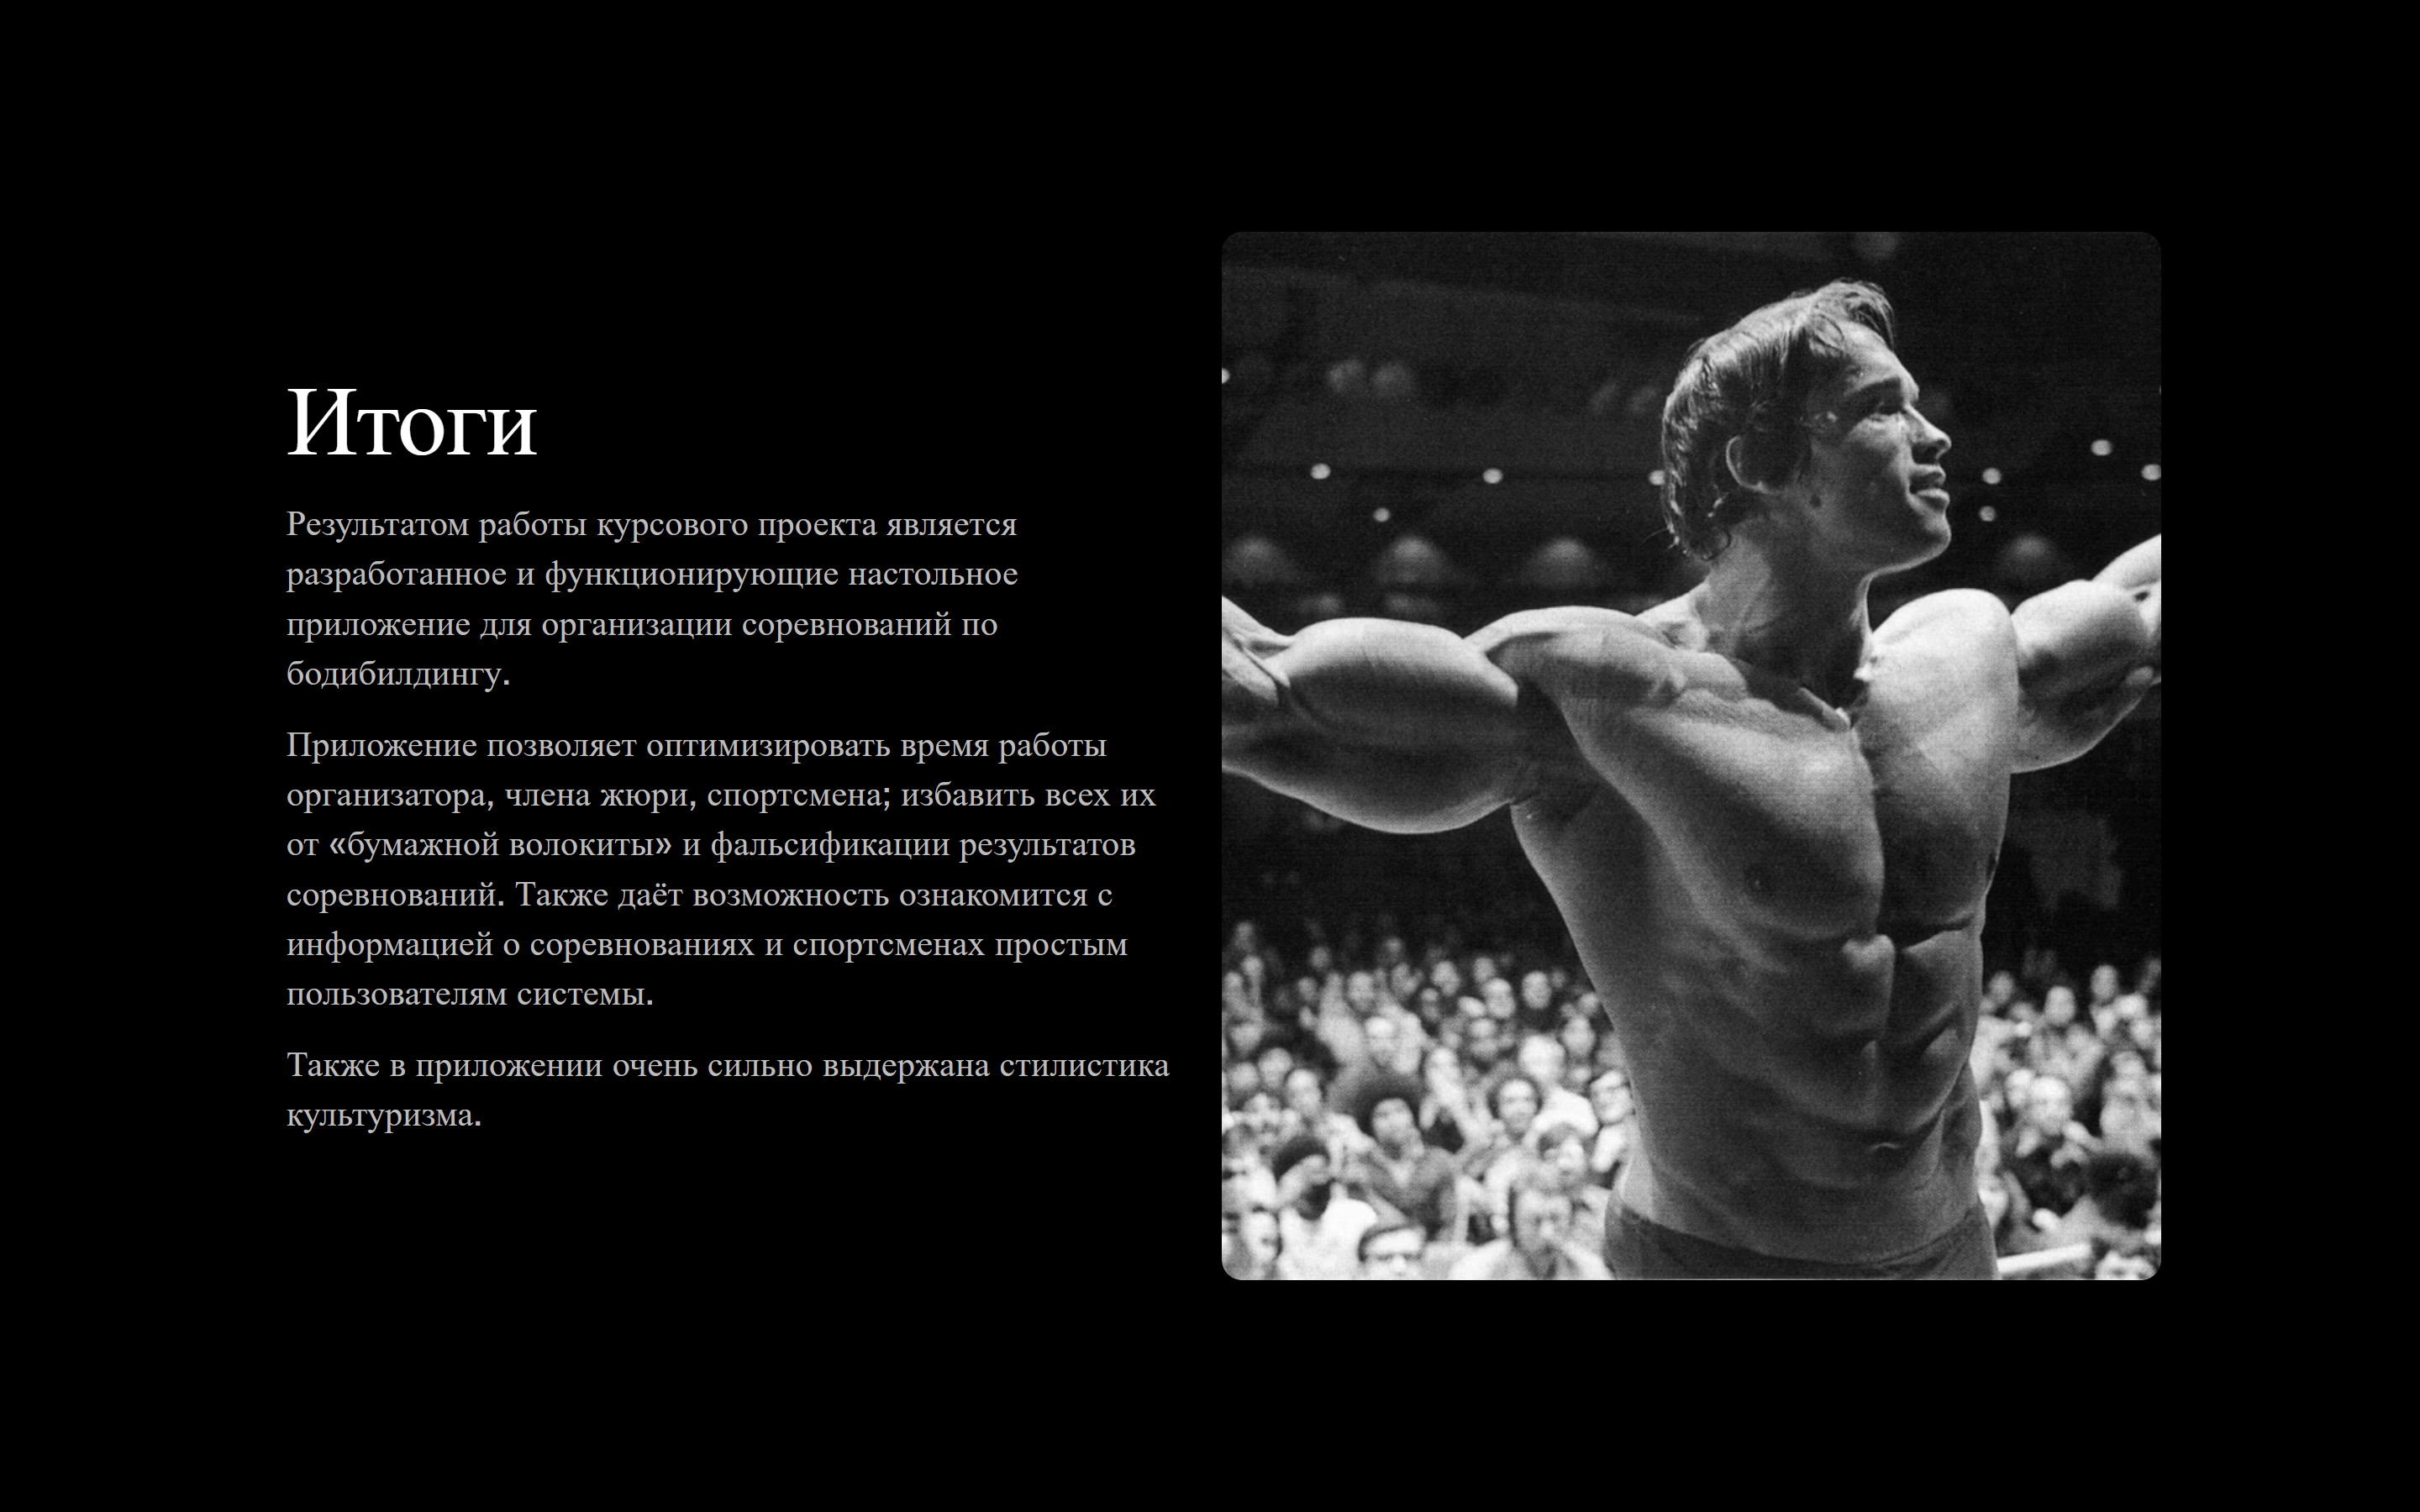 Итоги
Результатом работы курсового проекта является
разработанное и функционирующие настольное
приложение для организации соревнований по
бодибилдингу.
Приложение позволяет оптимизировать время работы
организатора, члена жюри, спортсмена; избавить всех их
от «бумажной волокиты» и фальсификации результатов
соревнований. Также даёт возможность ознакомится с
информацией о соревнованиях и спортсменах простым
пользователям системы.
Также в приложении очень сильно выдержана стилистика
культуризма.